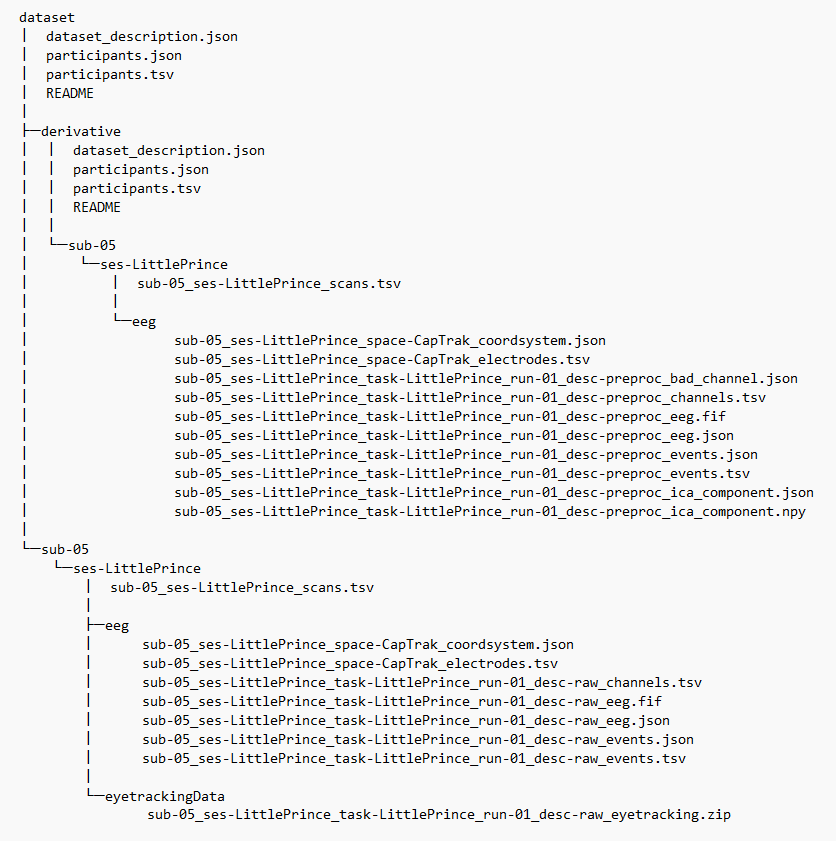 dataset
dataset_description.json
participants.json
participants.tsv
README
derivative
dataset_description.json
participants.json
participants.tsv
README
sub-05
ses-LittlePrince
sub-05_ses-LittlePrince_scans.tsv
eeg
sub-05_ses-LittlePrince_space-CapTrak_coordsystem.json
sub-05_ses-LittlePrince_space-CapTrak_electrodes.tsv
sub-05_ses-LittlePrince_task-LittlePrince_run-01_desc-preproc_bad_channel.json
sub-05_ses-LittlePrince_task-LittlePrince_run-01_desc-preproc_channels.tsv
sub-05_ses-LittlePrince_task-LittlePrince_run-01_desc-preproc_eeg.fif
sub-05_ses-LittlePrince_task-LittlePrince_run-01_desc-preproc_eeg.json
sub-05_ses-LittlePrince_task-LittlePrince_run-01_desc-preproc_events.json
sub-05_ses-LittlePrince_task-LittlePrince_run-01_desc-preproc_events.tsv
sub-05_ses-LittlePrince_task-LittlePrince_run-01_desc-preproc_ica_component.json
sub-05_ses-LittlePrince_task-LittlePrince_run-01_desc-preproc_ica_component.npy
sub-05
ses-LittlePrince
sub-05_ses-LittlePrince_scans.tsv
eeg
sub-05_ses-LittlePrince_space-CapTrak_coordsystem.json
sub-05_ses-LittlePrince_space-CapTrak_electrodes.tsv
sub-05_ses-LittlePrince_task-LittlePrince_run-01_desc-raw_channels.tsv
sub-05_ses-LittlePrince_task-LittlePrince_run-01_desc-raw_eeg.fif
sub-05_ses-LittlePrince_task-LittlePrince_run-01_desc-raw_eeg.json
sub-05_ses-LittlePrince_task-LittlePrince_run-01_desc-raw_events.json
sub-05_ses-LittlePrince_task-LittlePrince_run-01_desc-raw_events.tsv
eyetrackingData
sub-05_ses-LittlePrince_task-LittlePrince_run-01_desc-raw_eyetracking.zip